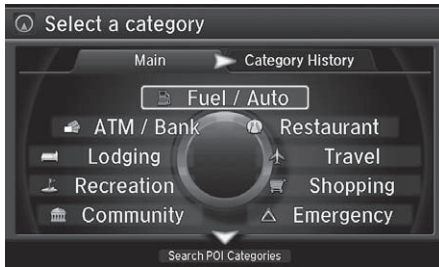 Select a category
Main Category History
Fuel / Auto
ATM / Bank Restaurant
Lodging Travel
Recreation Shopping
Community Emergency
Search POI Categories